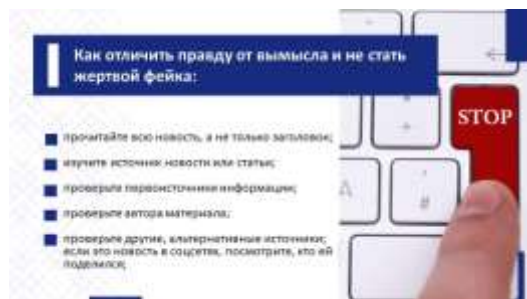 Как отличить правду от вымысла и не стать
жертвой фейка:
прочитайте всю новость, а не только заголовок;
изучите источник новости или статьи;
проверьте первоисточники информации;
проверьте автора материала;
проверьте другие, альтернативные источники;
если это новость в соцсетях, посмотрите, кто ей
поделился;
STOP